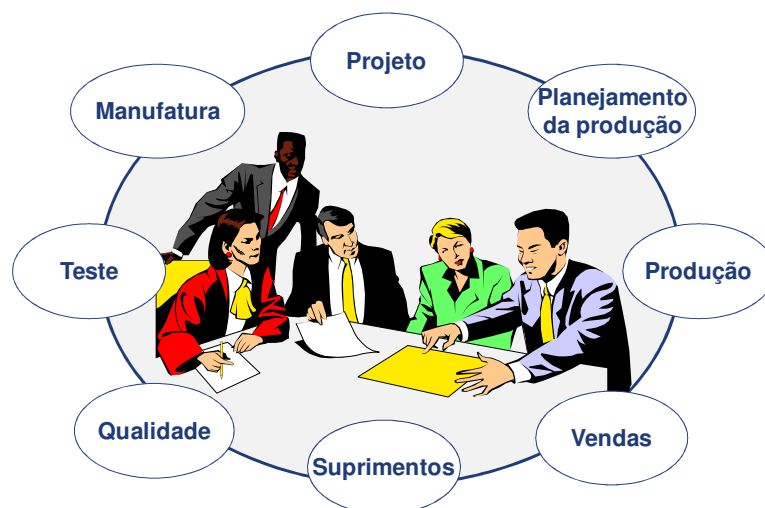 Projeto
Manufatura
Planejamento
da produção
Teste
Produção
Qualidade
Vendas
Suprimentos